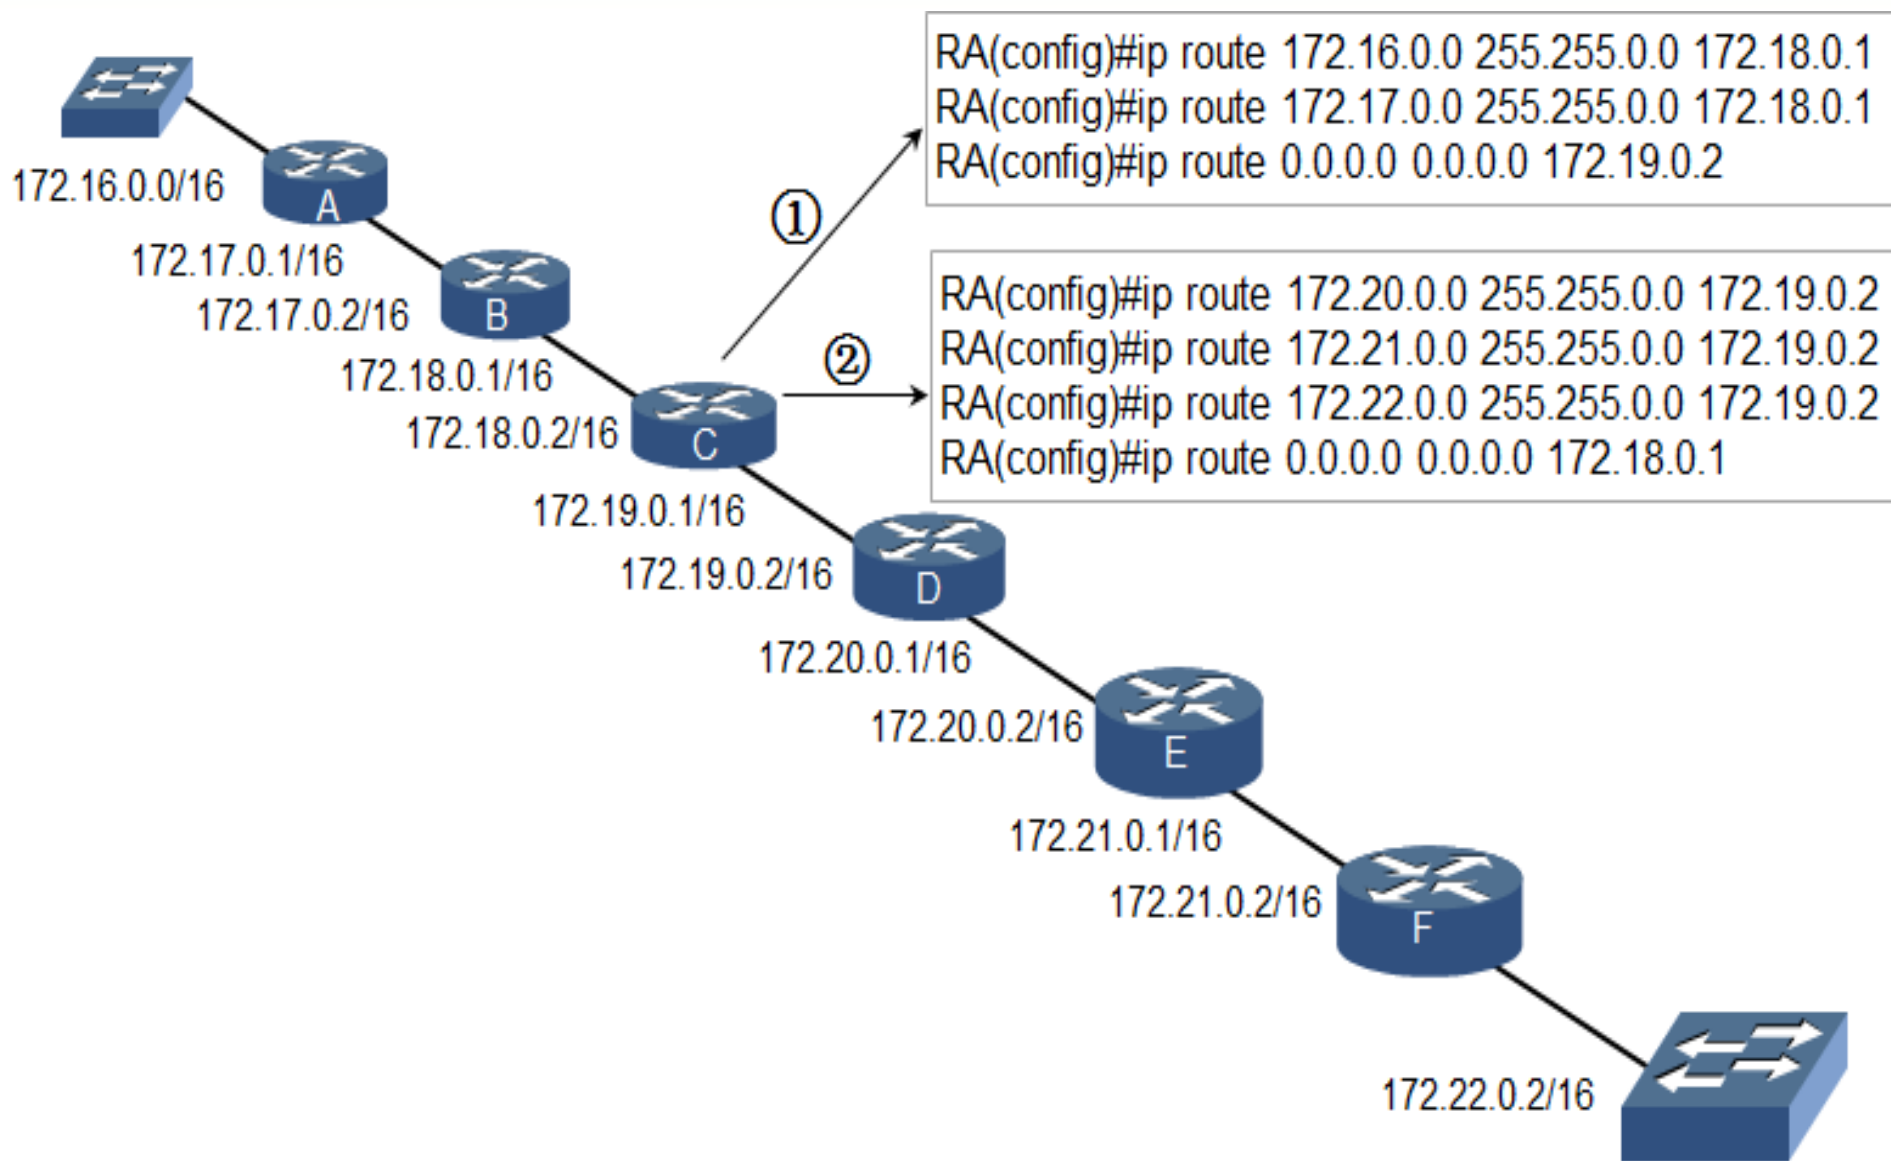 RA(config)#ip route 172.16.0.0 255.255.0.0 172.18.0.1
RA(config)#ip route 172.17.0.0 255.255.0.0 172.18.0.1
RA(config)#ip route 0.0.0.0 0.0.0.0 172.19.0.2
172.16.0.0/16
A
①
172.17.0.1/16
172.17.0.2/16
B
RA(config)#ip route 172.20.0.0 255.255.0.0 172.19.0.2
RA(config)#ip route 172.21.0.0 255.255.0.0 172.19.0.2
RA(config)#ip route 172.22.0.0 255.255.0.0 172.19.0.2
RA(config)#ip route 0.0.0.0 0.0.0.0 172.18.0.1
②
172.18.0.1/16
172.18.0.2/16
C
172.19.0.1/16
172.19.0.2/16
D
172.20.0.1/16
172.20.0.2/16
E
172.21.0.1/16
172.21.0.2/16
F
172.22.0.2/16